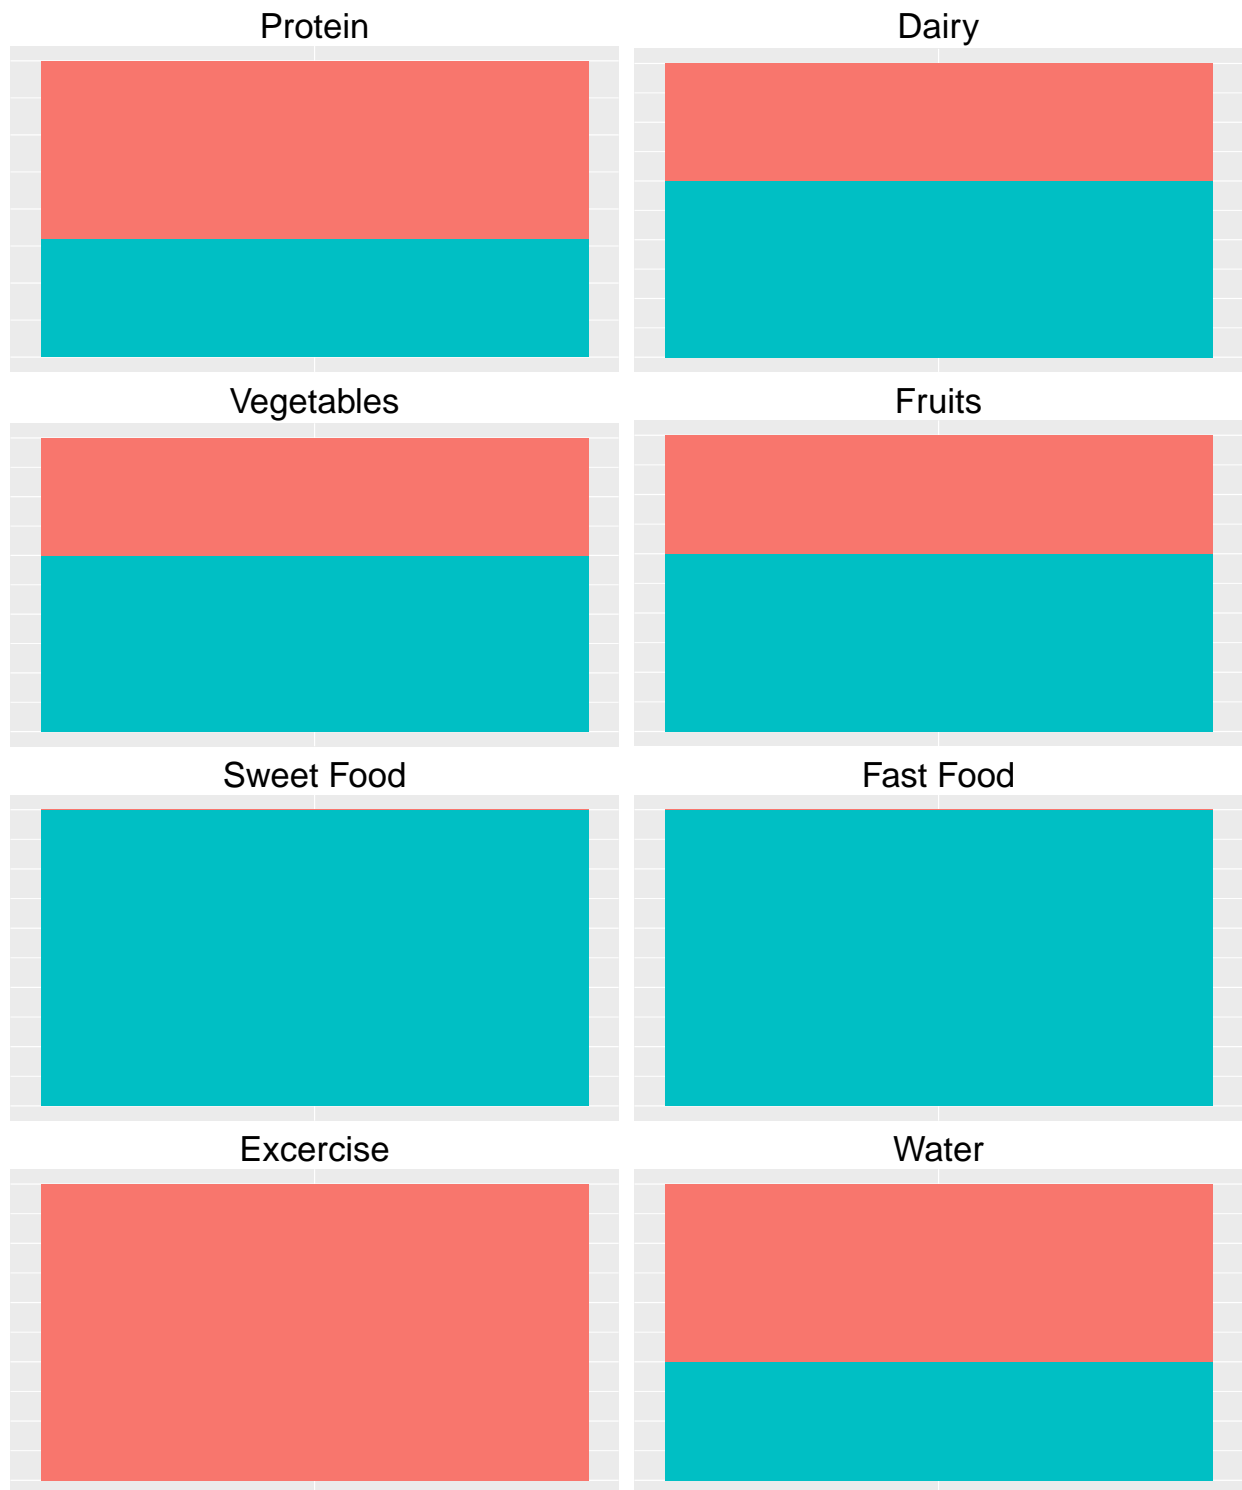 Protein
Dairy
Vegetables
Fruits
Sweet Food
Fast Food
Excercise
Water